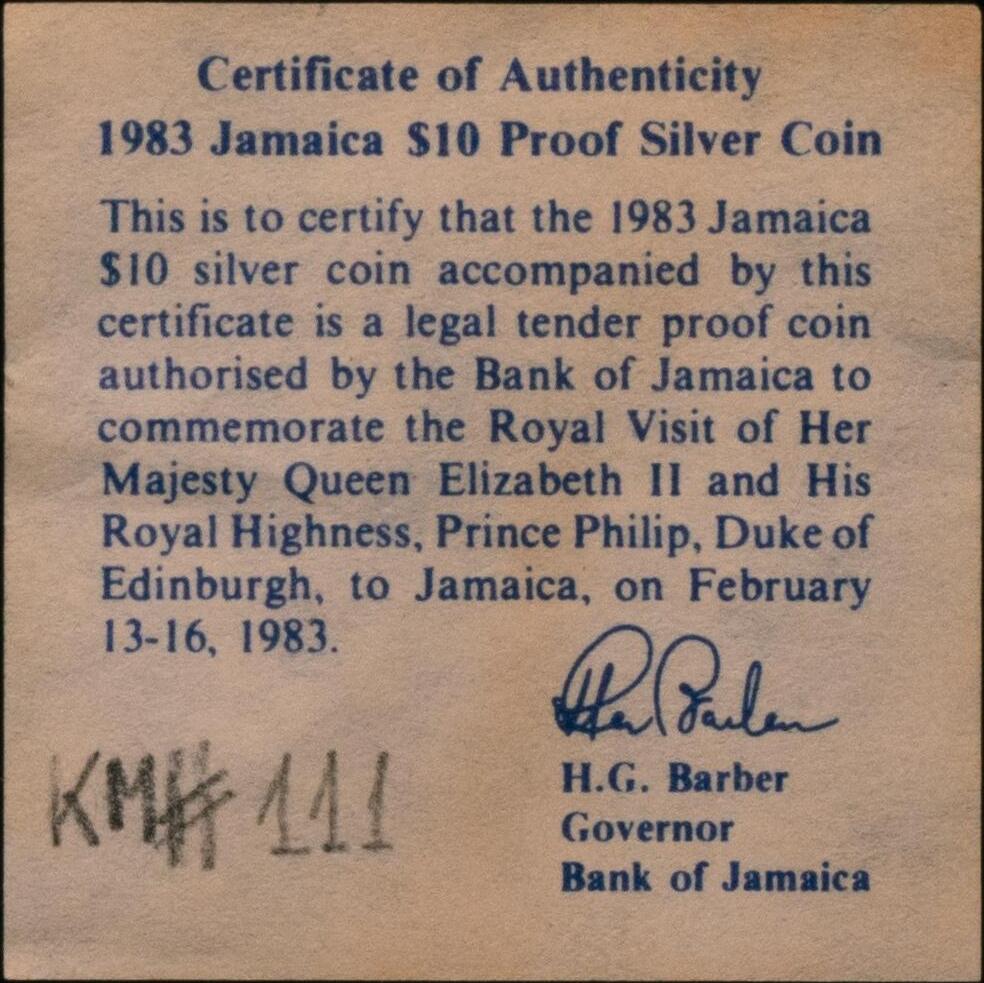 Certificate of Authenticity
1983 Jamaica $10 Proof Silver Coin
This is to certify that the 1983 Jamaica
$10 silver coin accompanied by this
certificate is a legal tender proof coin
authorised by the Bank of Jamaica to
commemorate the Royal Visit of Her
Majesty Queen Elizabeth II and His
Royal Highness, Prince Philip, Duke of
Edinburgh, to Jamaica, on February
13-16, 1983.
H.G. Barber
Governor
Bank of Jamaica
KM# 111